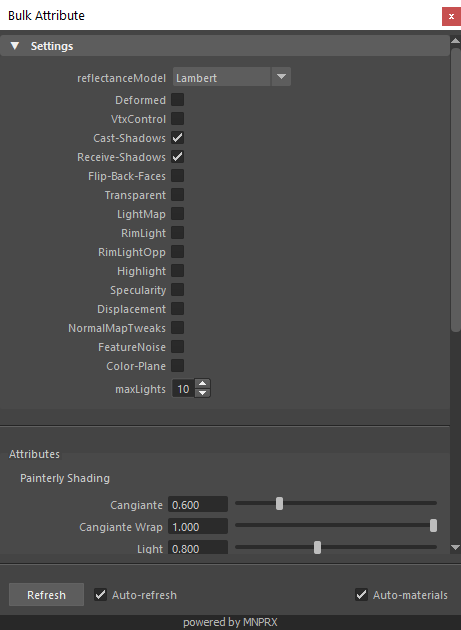 Bulk Attribute
x
Settings
reflectanceModel Lambert
Deformed
VtxControl
Cast-Shadows
Receive-Shadows
Flip-Back-Faces
Transparent
LightMap
RimLight
RimLightOpp
Highlight
Specularity
Displacement
NormalMapTweaks
FeatureNoise
Color-Plane
maxLights 10
Attributes
Painterly Shading
Cangiante 0.600
Cangiante Wrap 1.000
Light 0.800
Refresh Auto-refresh Auto-materials
powered by MNPRX